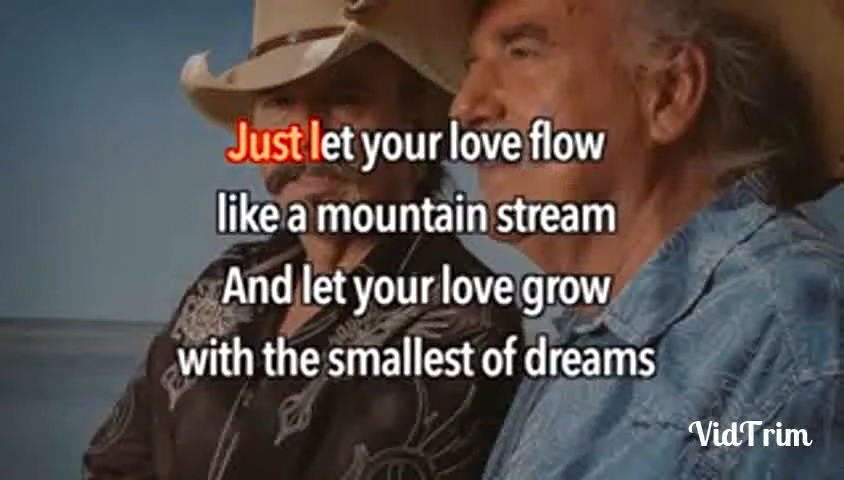 Just let your love flow
like a mountain stream
And let your love grow
with the smallest of dreams
VidTrim